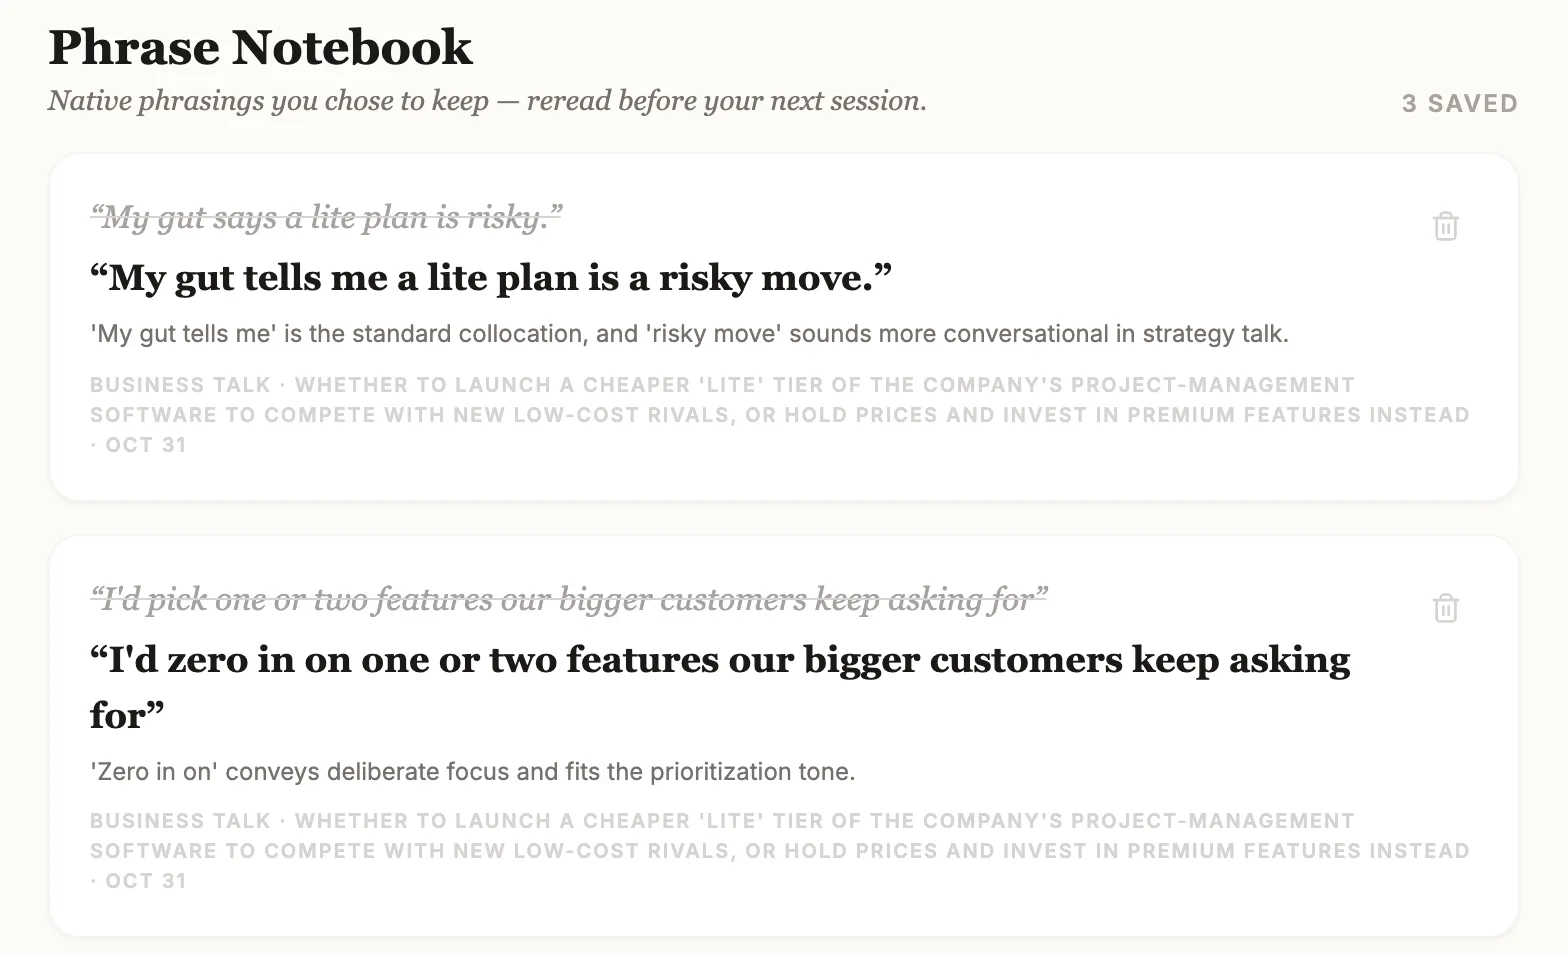 Phrase Notebook
Native phrasings you chose to keep — reread before your next session.
3 SAVED
“My gut says a lite plan is risky.”
“My gut tells me a lite plan is a risky move.”
'My gut tells me' is the standard collocation, and 'risky move' sounds more conversational in strategy talk.
BUSINESS TALK · WHETHER TO LAUNCH A CHEAPER 'LITE' TIER OF THE COMPANY'S PROJECT-MANAGEMENT
SOFTWARE TO COMPETE WITH NEW LOW-COST RIVALS, OR HOLD PRICES AND INVEST IN PREMIUM FEATURES INSTEAD
· OCT 31
“I'd pick one or two features our bigger customers keep asking for”
“I'd zero in on one or two features our bigger customers keep asking
for”
'Zero in on' conveys deliberate focus and fits the prioritization tone.
BUSINESS TALK · WHETHER TO LAUNCH A CHEAPER 'LITE' TIER OF THE COMPANY'S PROJECT-MANAGEMENT
SOFTWARE TO COMPETE WITH NEW LOW-COST RIVALS, OR HOLD PRICES AND INVEST IN PREMIUM FEATURES INSTEAD
· OCT 31